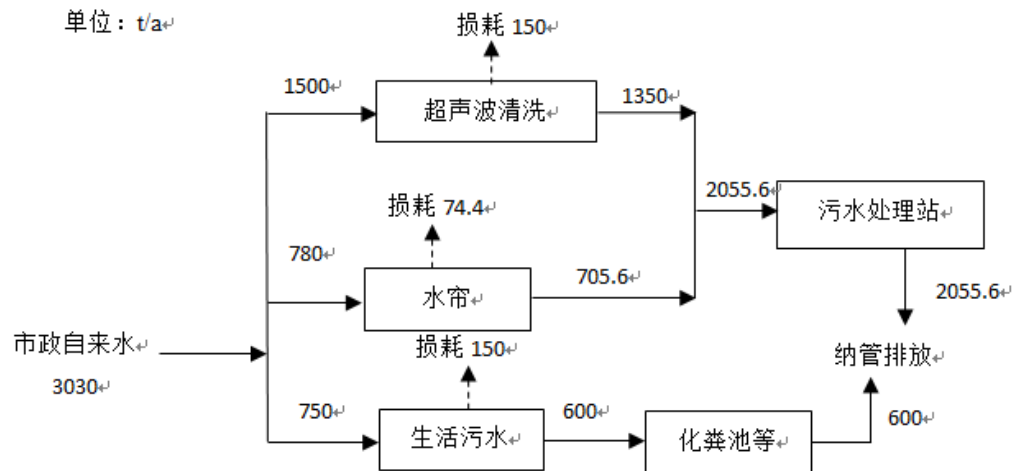 单位：t/a
损耗 150
1500
超声波清洗
1350
2055.6
污水处理站
损耗 74.4
780
水帘
705.6
2055.6
市政自来水
3030
损耗 150
纳管排放
750
生活污水
600
化粪池等
600